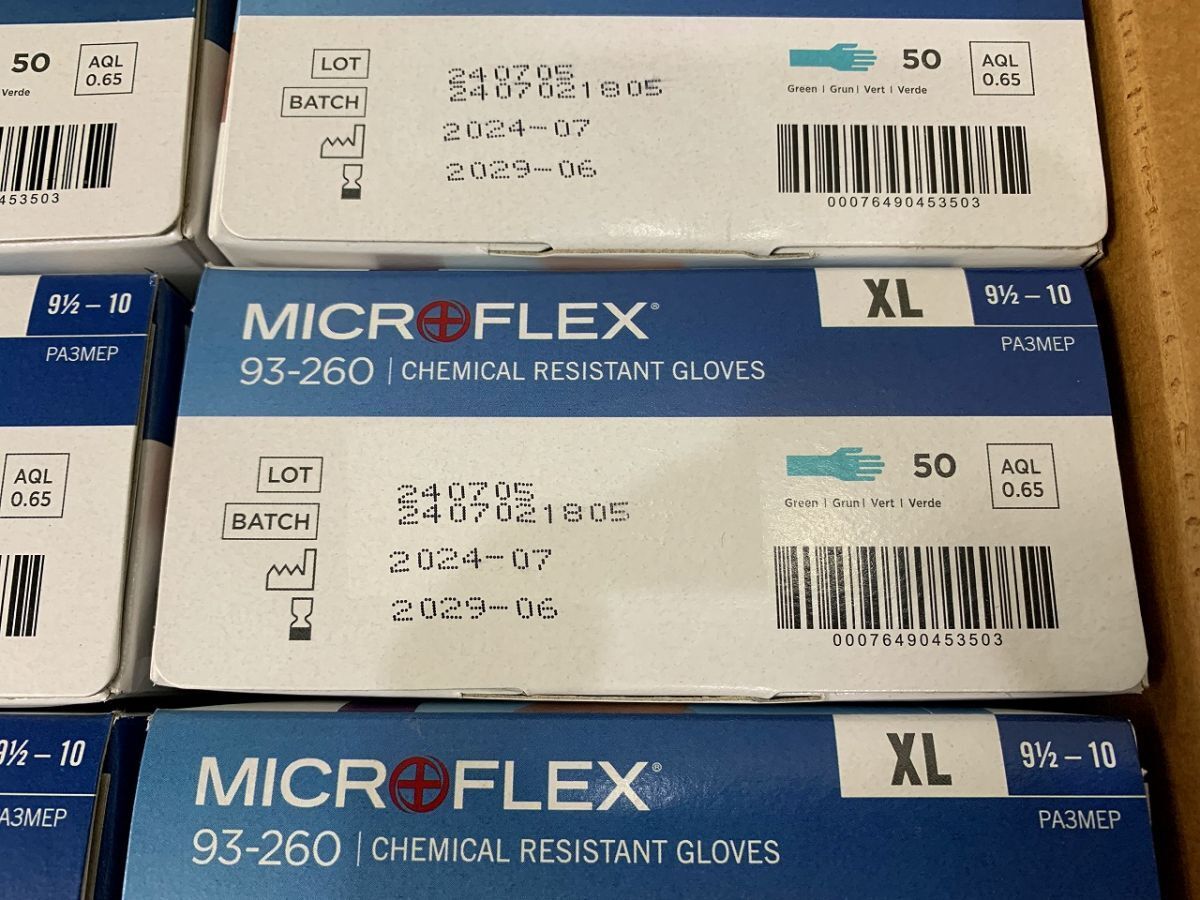 50
AQL
0.65
Verde
453503
LOT
240705
BATCH
2407021805
2024-07
2029-06
50
AQL
0.65
Green | Grun | Vert | Verde
00076490453503
9½ – 10
РАЗМЕР
AQL
0.65
MICROFLEX®
XL
9½ – 10
93-260 | CHEMICAL RESISTANT GLOVES
РАЗМЕР
LOT
240705
BATCH
2407021805
2024-07
2029-06
50
AQL
0.65
Green | Grun | Vert | Verde
00076490453503
9½ – 10
АЗМЕР
MICROFLEX®
XL
9½ – 10
93-260 | CHEMICAL RESISTANT GLOVES
РАЗМЕР